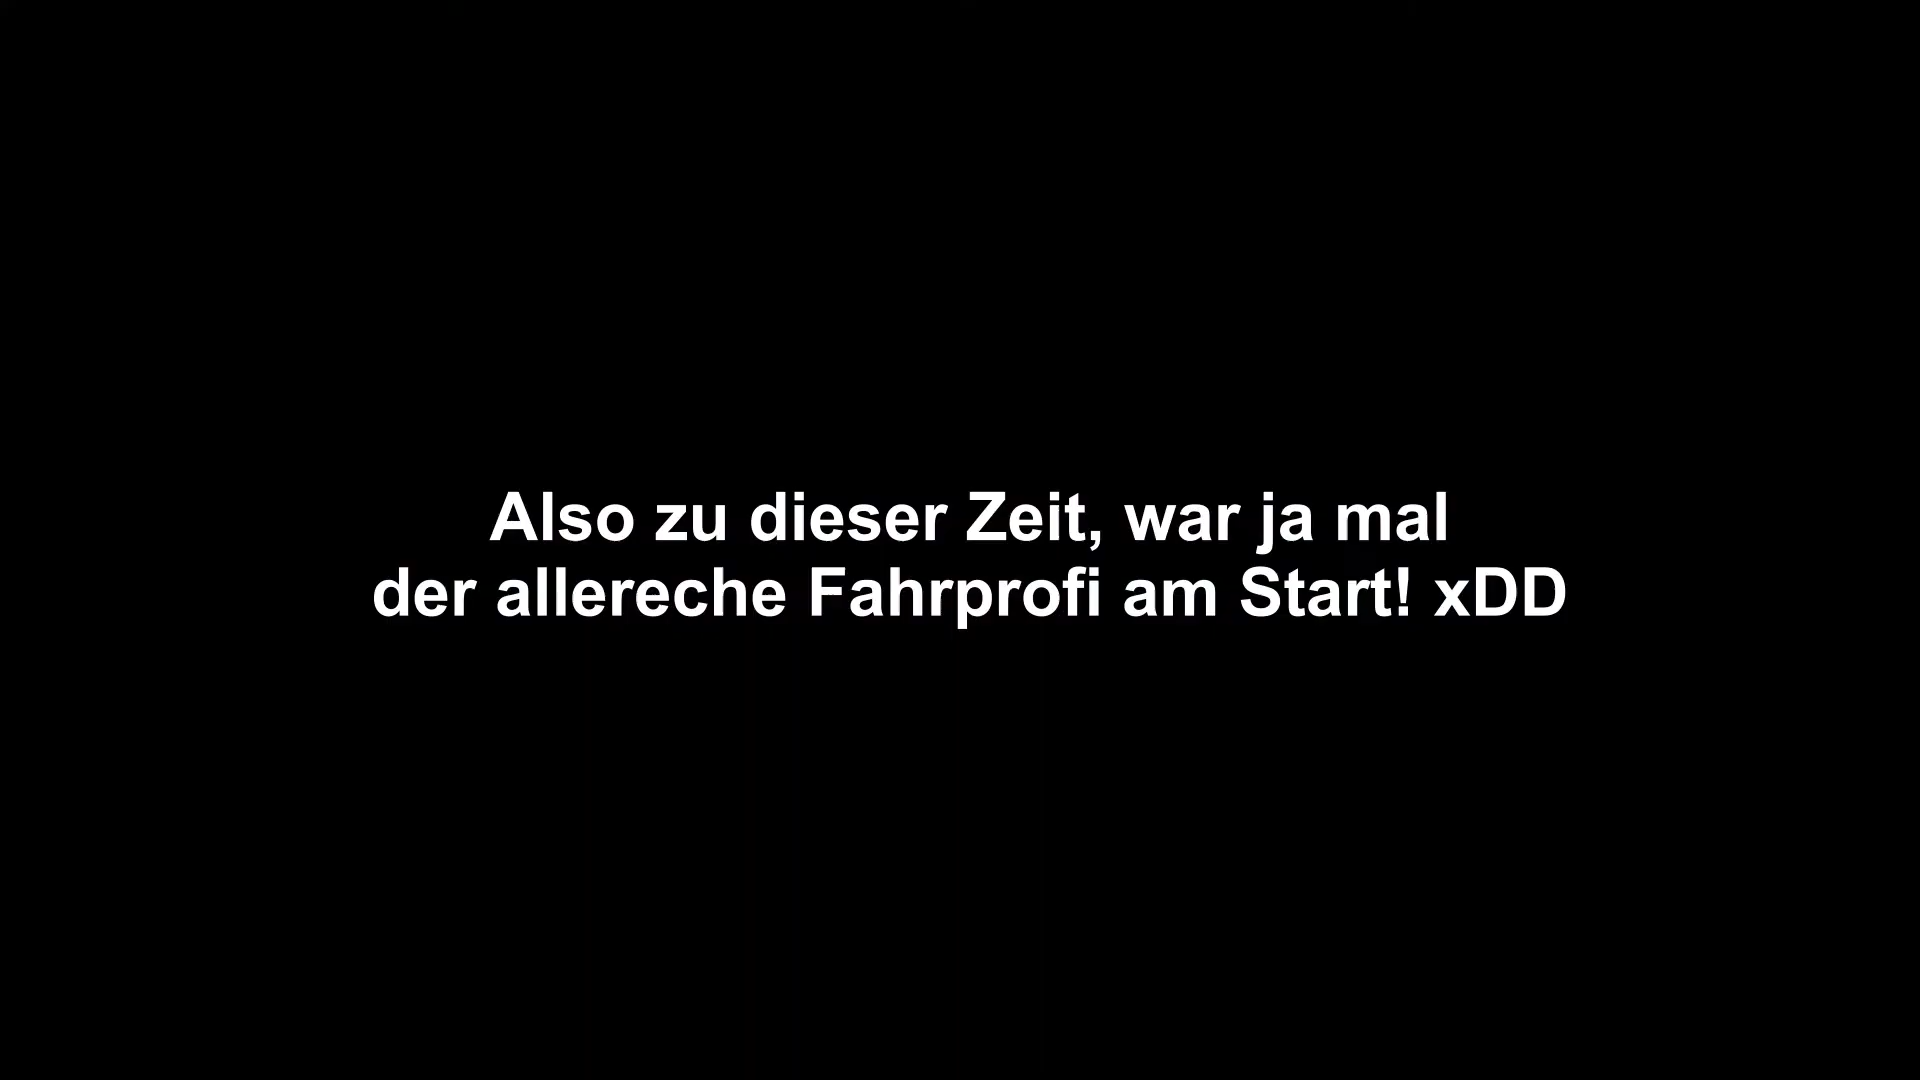 Also zu dieser Zeit, war ja mal
der allereche Fahrprofi am Start! xDD